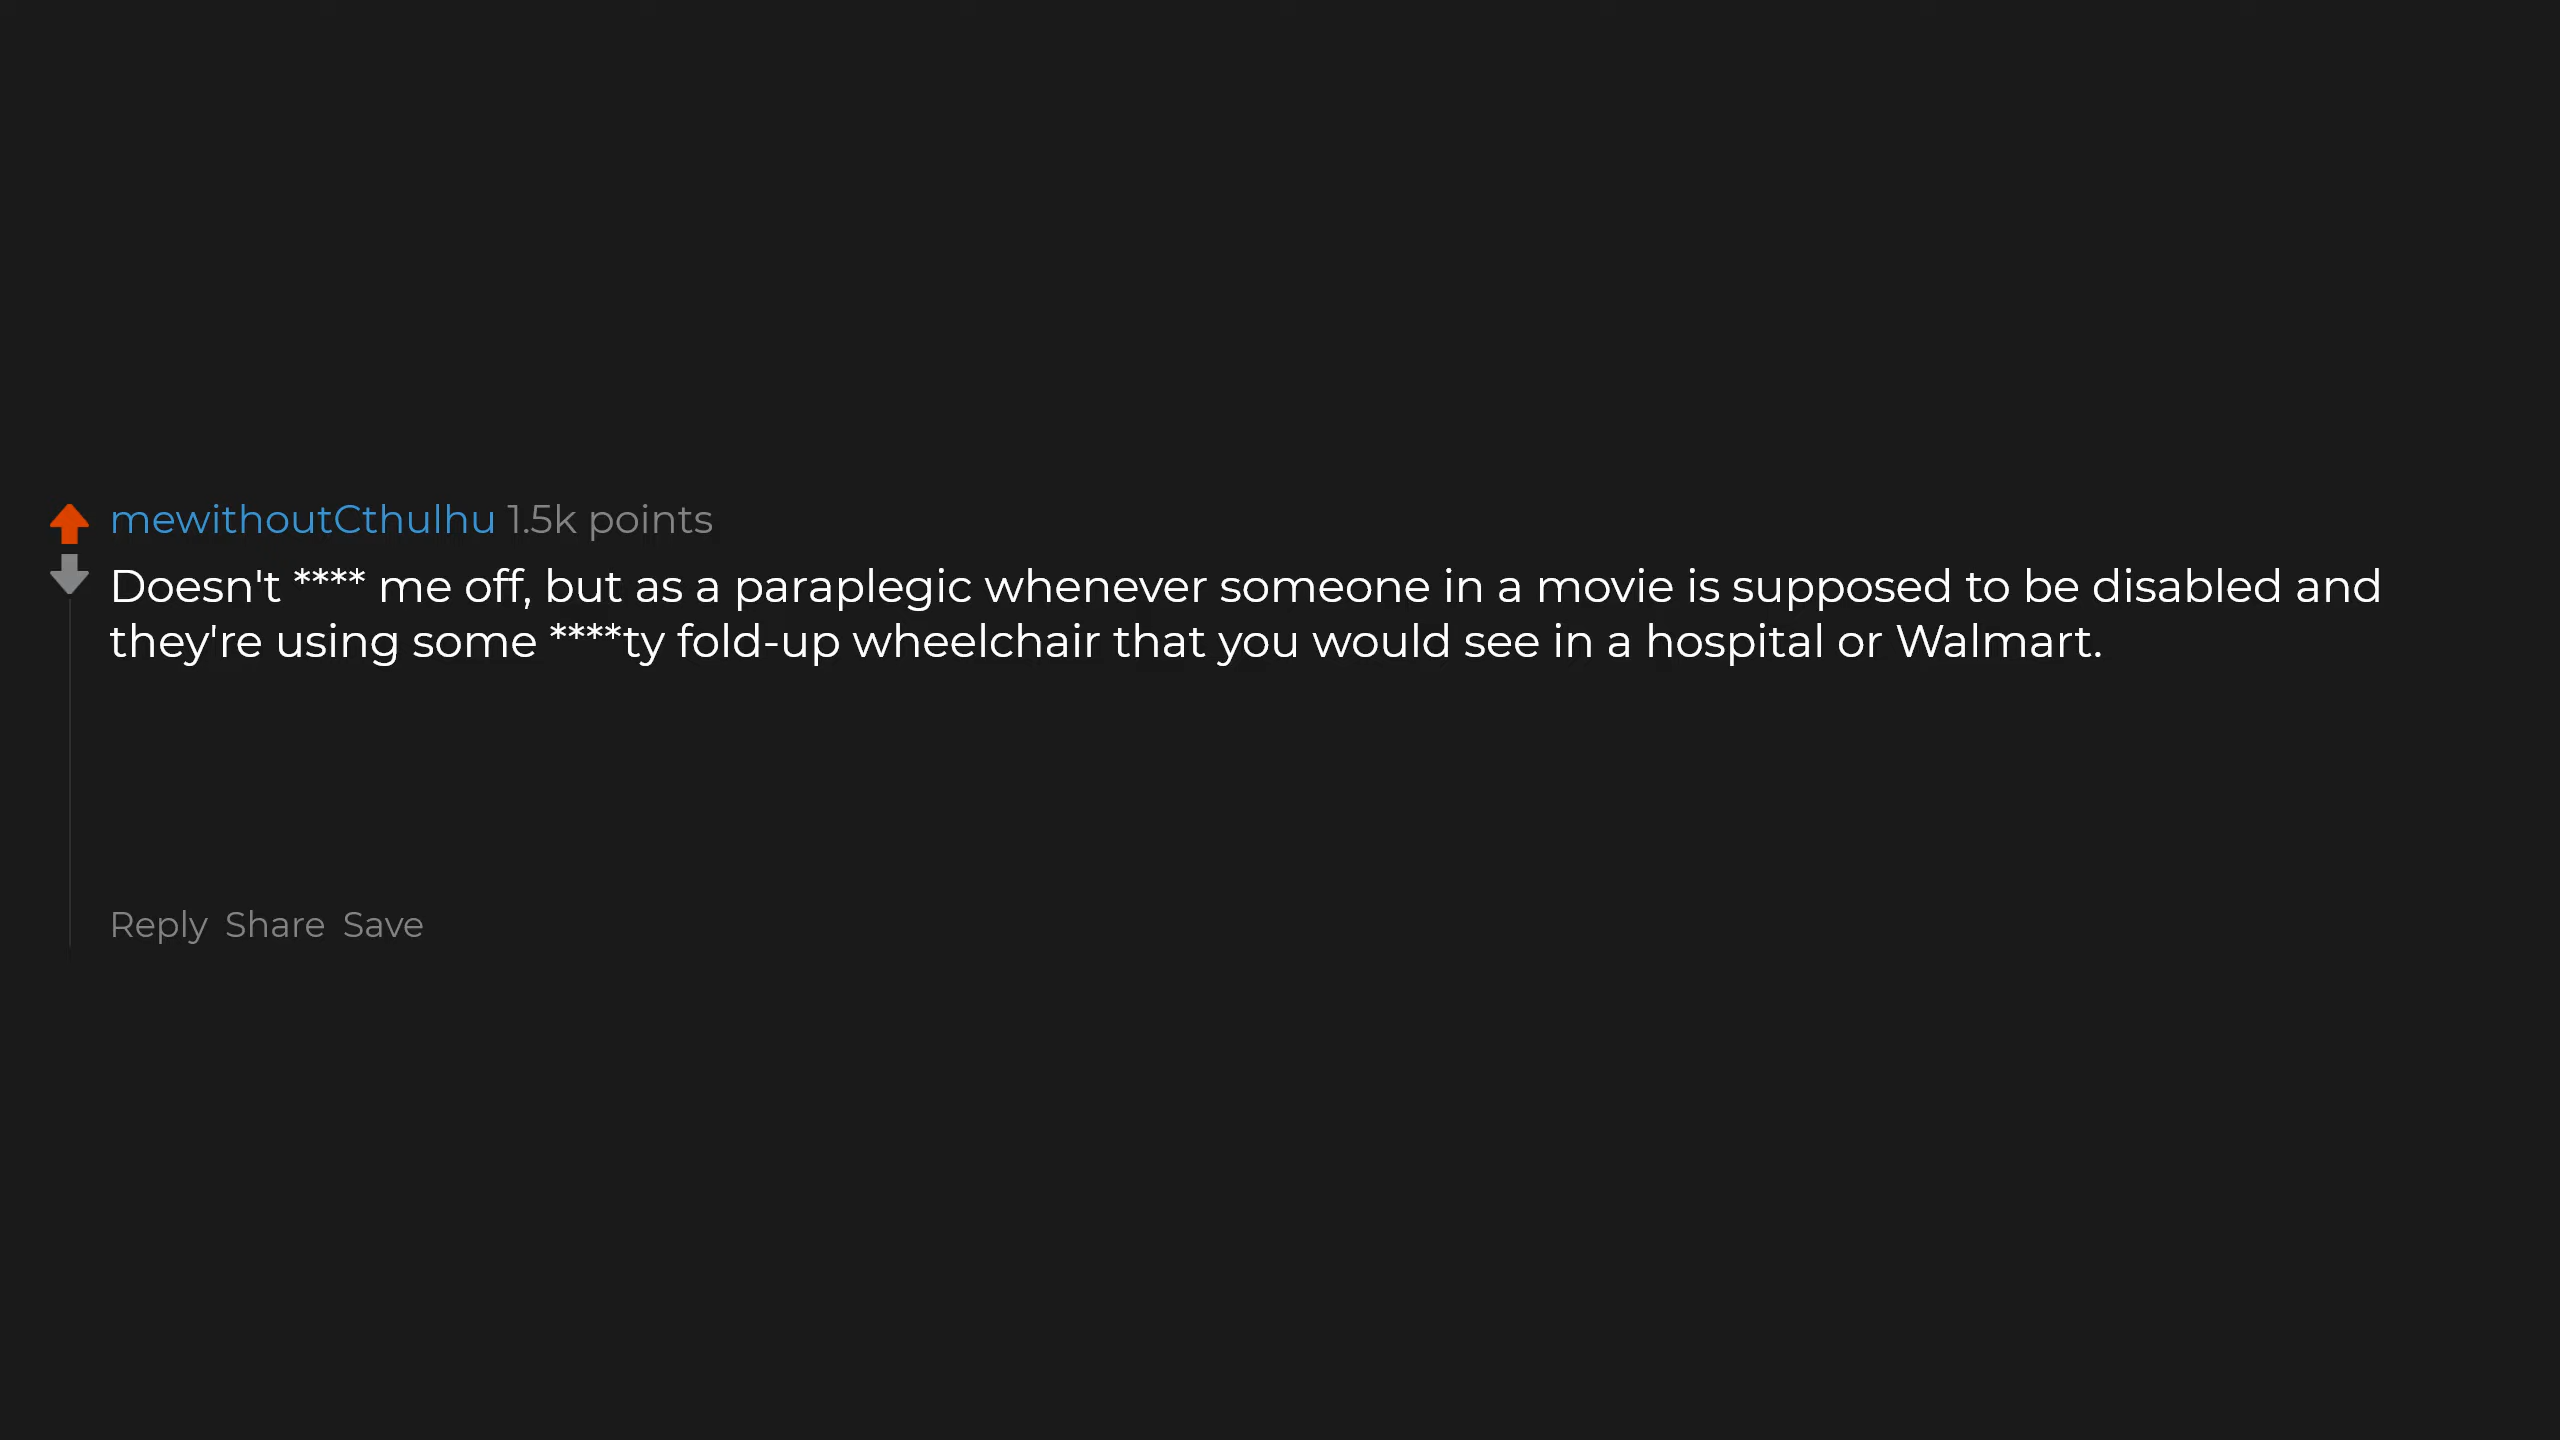 mewithoutCthulhu 1.5k points
Doesn't **** me off, but as a paraplegic whenever someone in a movie is supposed to be disabled and
they're using some ****ty fold-up wheelchair that you would see in a hospital or Walmart.
Reply Share Save